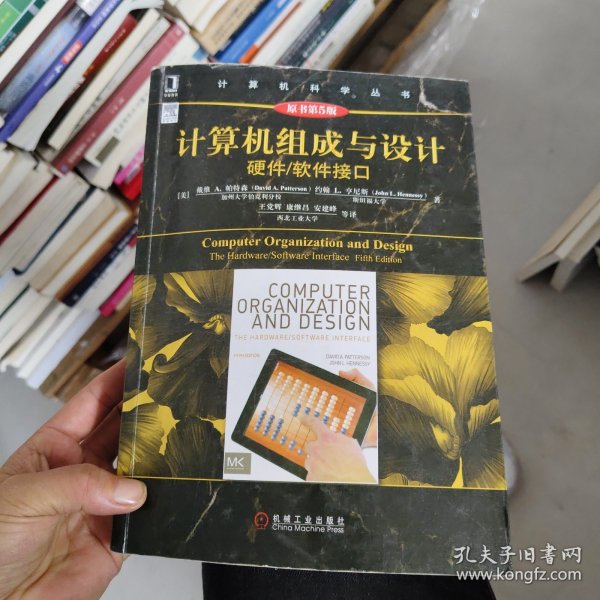 计算机科学丛书
原书第5版
计算机组成与设计
硬件/软件接口
[美] 戴维 A. 帕特森 (David A. Patterson) 约翰 L. 亨尼斯 (John L. Hennessy) 著
加州大学伯克利分校 斯坦福大学
王党辉 康继昌 安建峰 等译
西北工业大学
Computer Organization and Design
The Hardware/Software Interface Fifth Edition
COMPUTER
ORGANIZATION
AND DESIGN
THE HARDWARE/SOFTWARE INTERFACE
FIFTH EDITION
DAVID A. PATTERSON
JOHN L. HENNESSY
MK
机械工业出版社
China Machine Press
孔夫子旧书网
www.kongfz.com